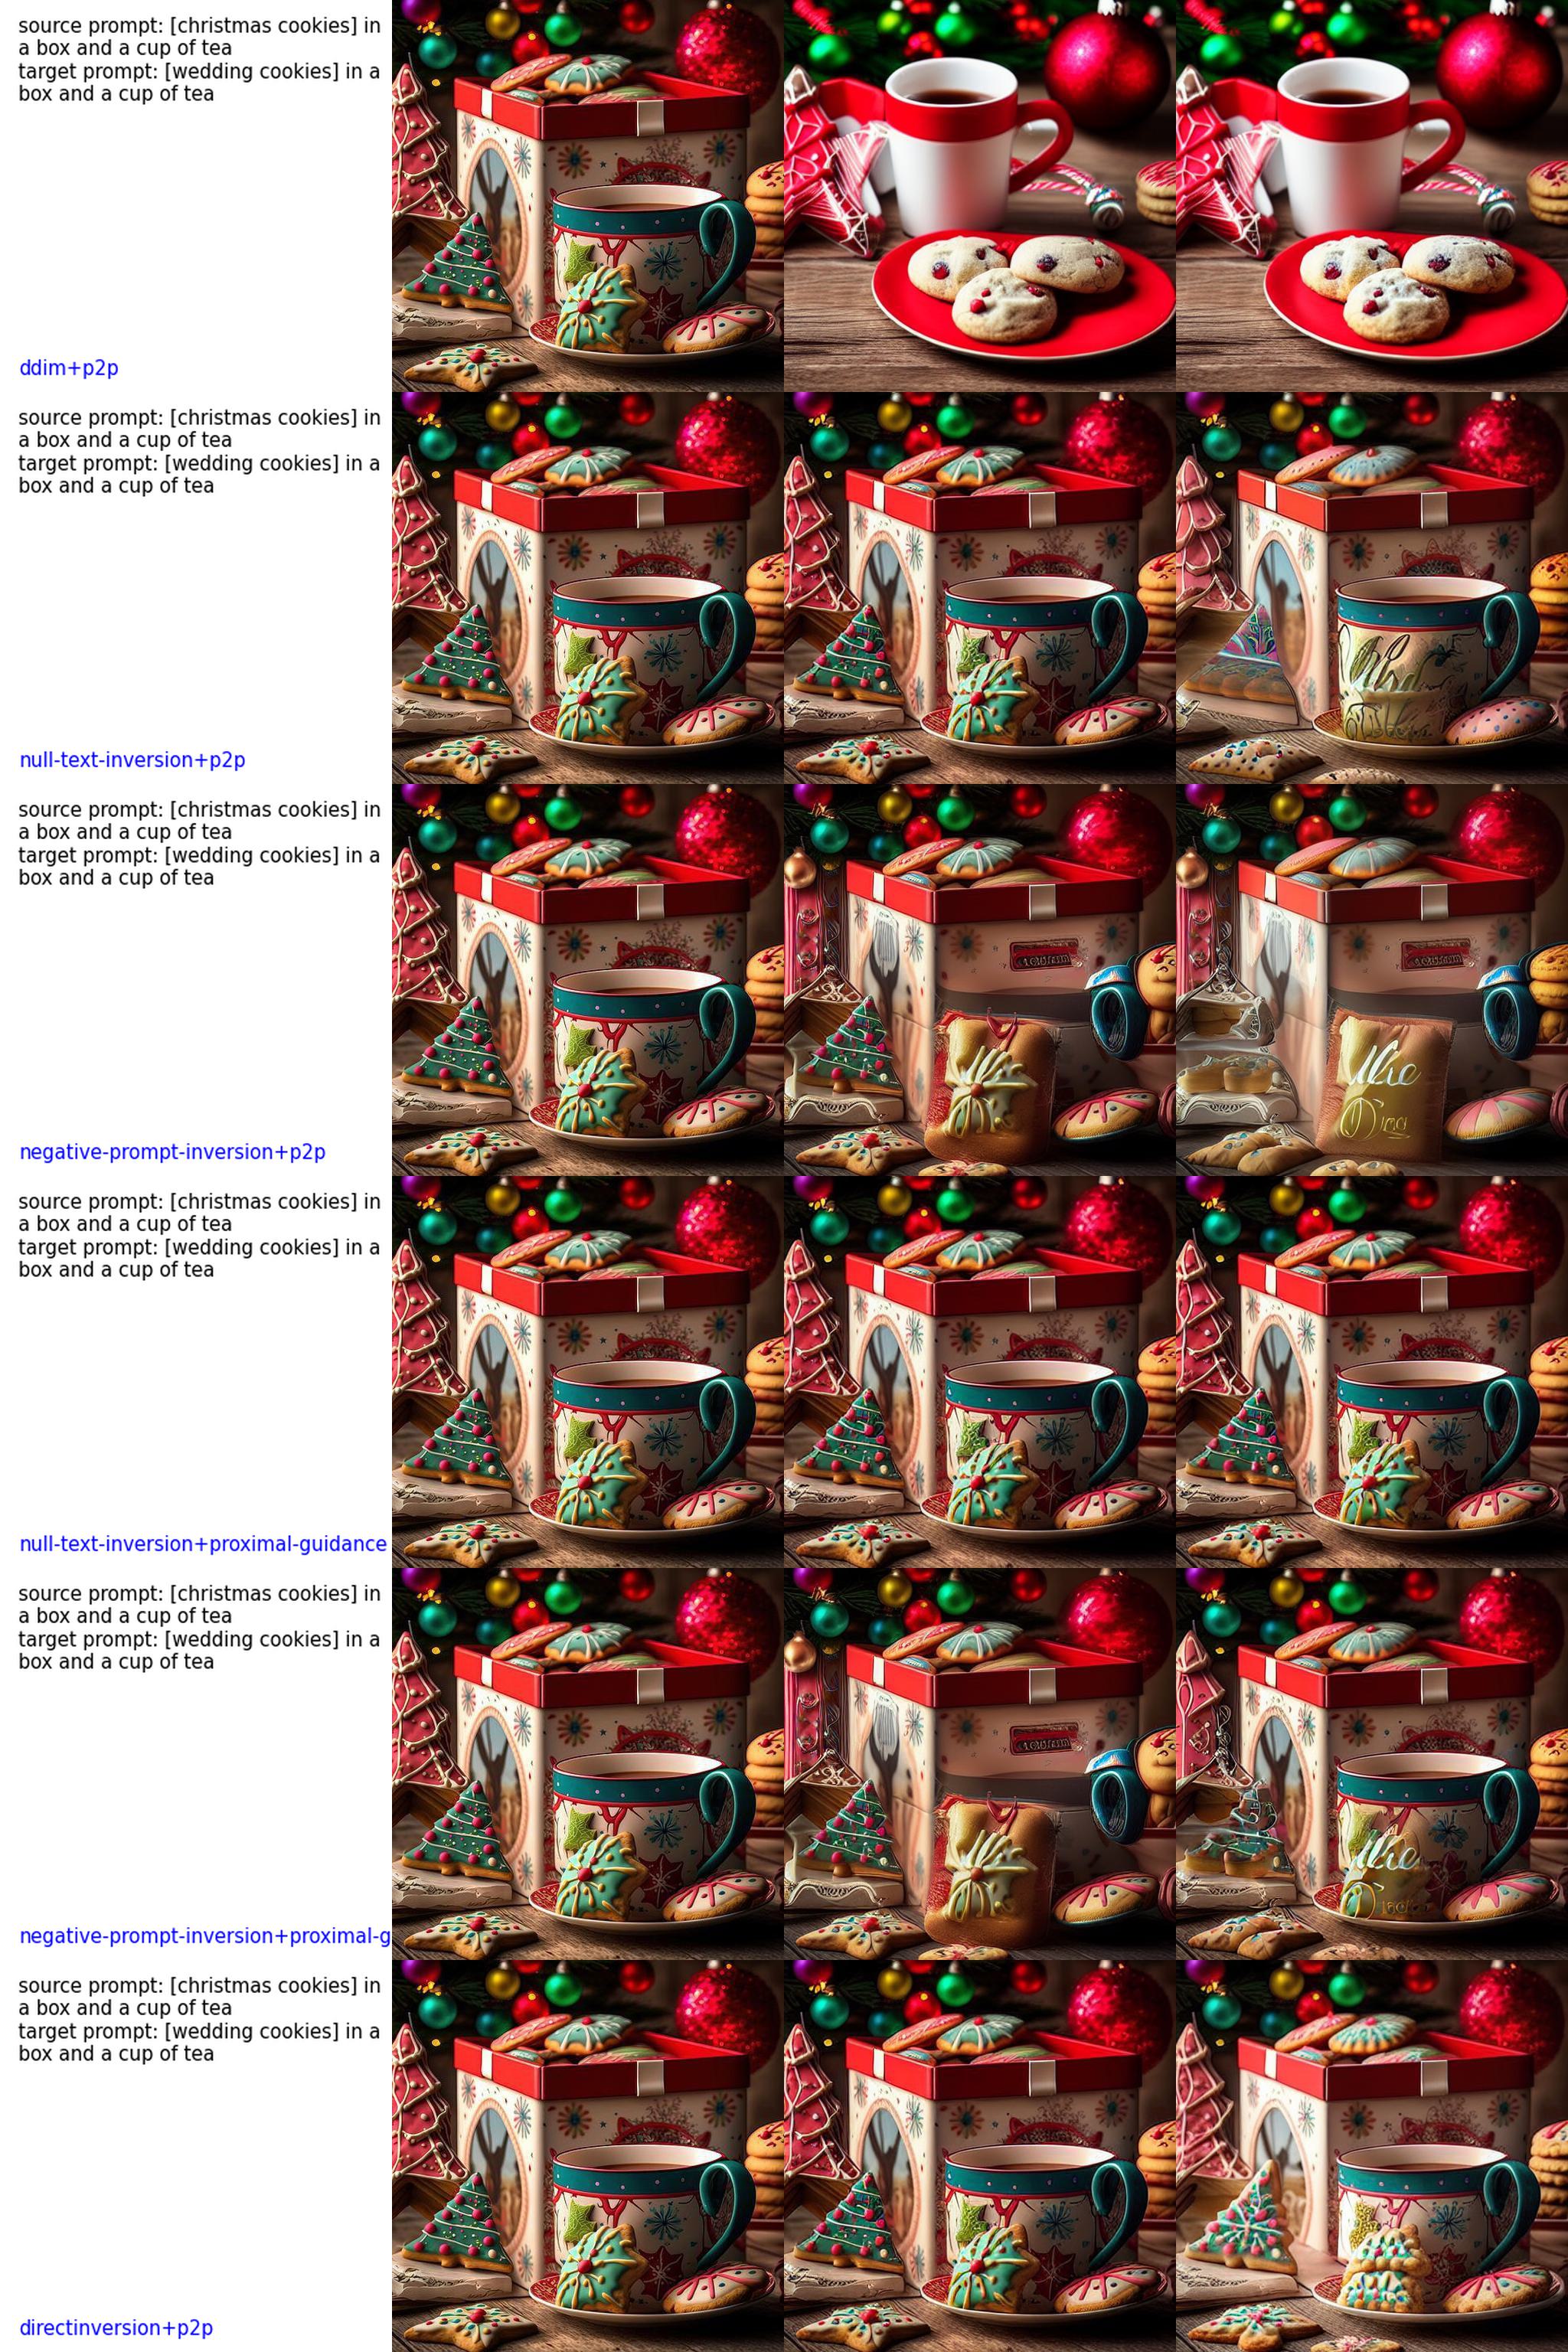 source prompt: [christmas cookies] in
a box and a cup of tea
target prompt: [wedding cookies] in a
box and a cup of tea
ddim+p2p
source prompt: [christmas cookies] in
a box and a cup of tea
target prompt: [wedding cookies] in a
box and a cup of tea
null-text-inversion+p2p
source prompt: [christmas cookies] in
a box and a cup of tea
target prompt: [wedding cookies] in a
box and a cup of tea
negative-prompt-inversion+p2p
source prompt: [christmas cookies] in
a box and a cup of tea
target prompt: [wedding cookies] in a
box and a cup of tea
null-text-inversion+proximal-guidance
source prompt: [christmas cookies] in
a box and a cup of tea
target prompt: [wedding cookies] in a
box and a cup of tea
negative-prompt-inversion+proximal-g
source prompt: [christmas cookies] in
a box and a cup of tea
target prompt: [wedding cookies] in a
box and a cup of tea
directinversion+p2p